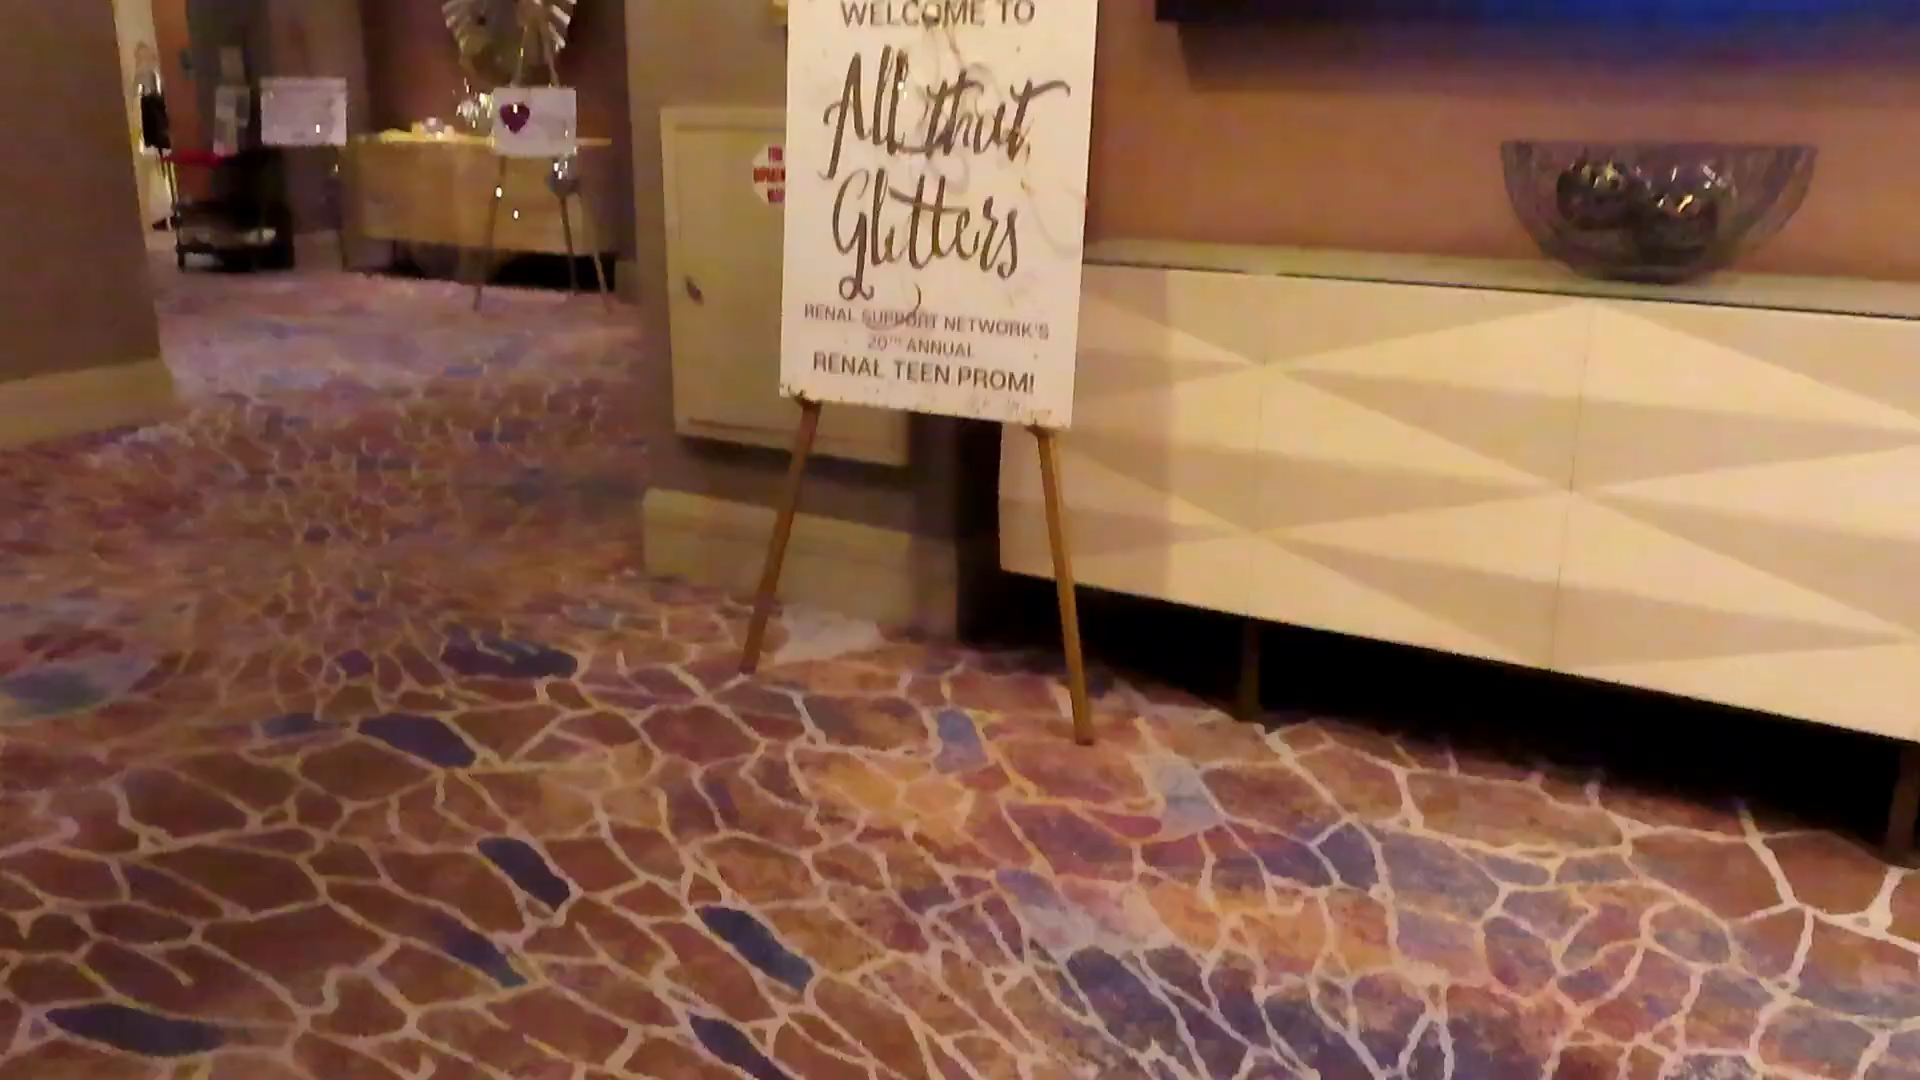 WELCOME TO
All that
Glitters
RENAL SUPPORT NETWORK'S
20TH ANNUAL
RENAL TEEN PROM!